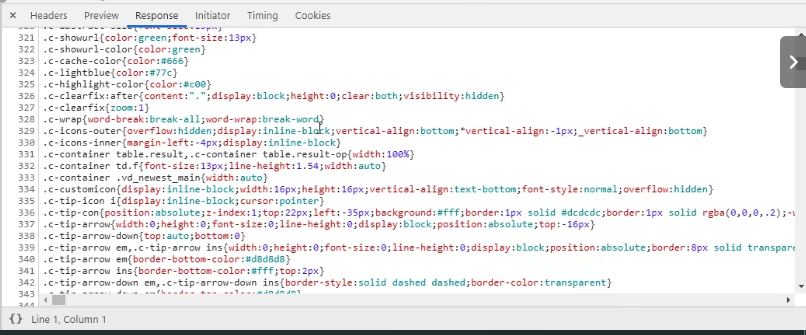 × Headers Preview Response Initiator Timing Cookies
321 .c-showurl{color:green;font-size:13px}
322 .c-showurl-color{color:green}
323 .c-cache-color{color:#666}
324 .c-lightblue{color:#77c}
325 .c-highlight-color{color:#c00}
326 .c-clearfix:after{content:".";display:block;height:0;clear:both;visibility:hidden}
327 .c-clearfix{zoom:1}
328 .c-wrap{word-break:break-all;word-wrap:break-word}
329 .c-icons-outer{overflow:hidden;display:inline-block;vertical-align:bottom;*vertical-align:-1px;_vertical-align:bottom}
330 .c-icons-inner{margin-left:-4px;display:inline-block}
331 .c-container table.result,.c-container table.result-op{width:100%}
332 .c-container td.f{font-size:13px;line-height:1.54;width:auto}
333 .c-container .vd_newest_main{width:auto}
334 .c-customicon{display:inline-block;width:16px;height:16px;vertical-align:text-bottom;font-style:normal;overflow:hidden}
335 .c-tip-icon i{display:inline-block;cursor:pointer}
336 .c-tip-con{position:absolute;z-index:1;top:22px;left:-35px;background:#fff;border:1px solid #dcdcdc;border:1px solid rgba(0,0,0,.2);-w
337 .c-tip-arrow{width:0;height:0;font-size:0;line-height:0;display:block;position:absolute;top:-16px}
338 .c-tip-arrow-down{top:auto;bottom:0}
339 .c-tip-arrow em,.c-tip-arrow ins{width:0;height:0;font-size:0;line-height:0;display:block;position:absolute;border:8px solid transpare
340 .c-tip-arrow em{border-bottom-color:#d8d8d8}
341 .c-tip-arrow ins{border-bottom-color:#fff;top:2px}
342 .c-tip-arrow-down em,.c-tip-arrow-down ins{border-style:solid dashed dashed;border-color:transparent}
343
344
{} Line 1, Column 1